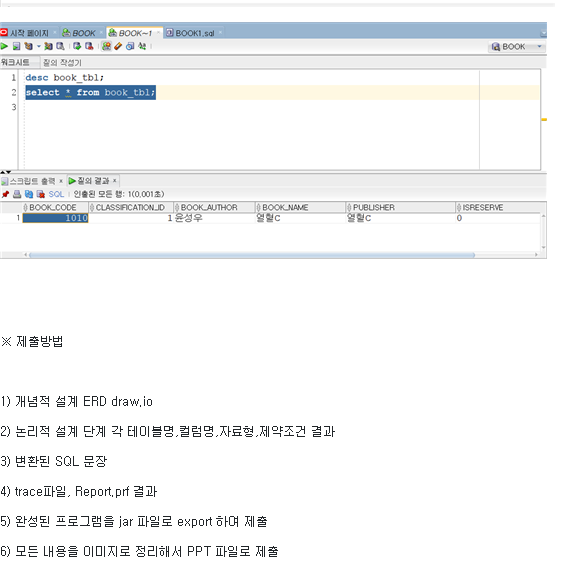 시작 페이지 BOOK BOOK~1 BOOK1.sql
BOOK
워크시트 질의 작성기
1 desc book_tbl;
2 select * from book_tbl;
3
스크립트 출력 × 질의 결과 ×
SQL | 인출된 모든 행: 1(0.001초)
BOOK_CODE CLASSIFICATION_ID BOOK_AUTHOR BOOK_NAME PUBLISHER ISRESERVE
1 1010 1 윤성우 열혈C 열혈C 0
※ 제출방법
1) 개념적 설계 ERD draw.io
2) 논리적 설계 단계 각 테이블명,컬럼명,자료형,제약조건 결과
3) 변환된 SQL 문장
4) trace파일, Report.prf 결과
5) 완성된 프로그램을 jar 파일로 export 하여 제출
6) 모든 내용을 이미지로 정리해서 PPT 파일로 제출